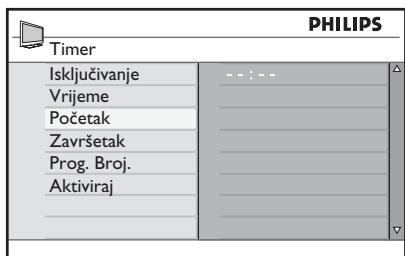 PHILIPS
Timer
Isključivanje
--:--
Vrijeme
Početak
Završetak
Prog. Broj.
Aktiviraj